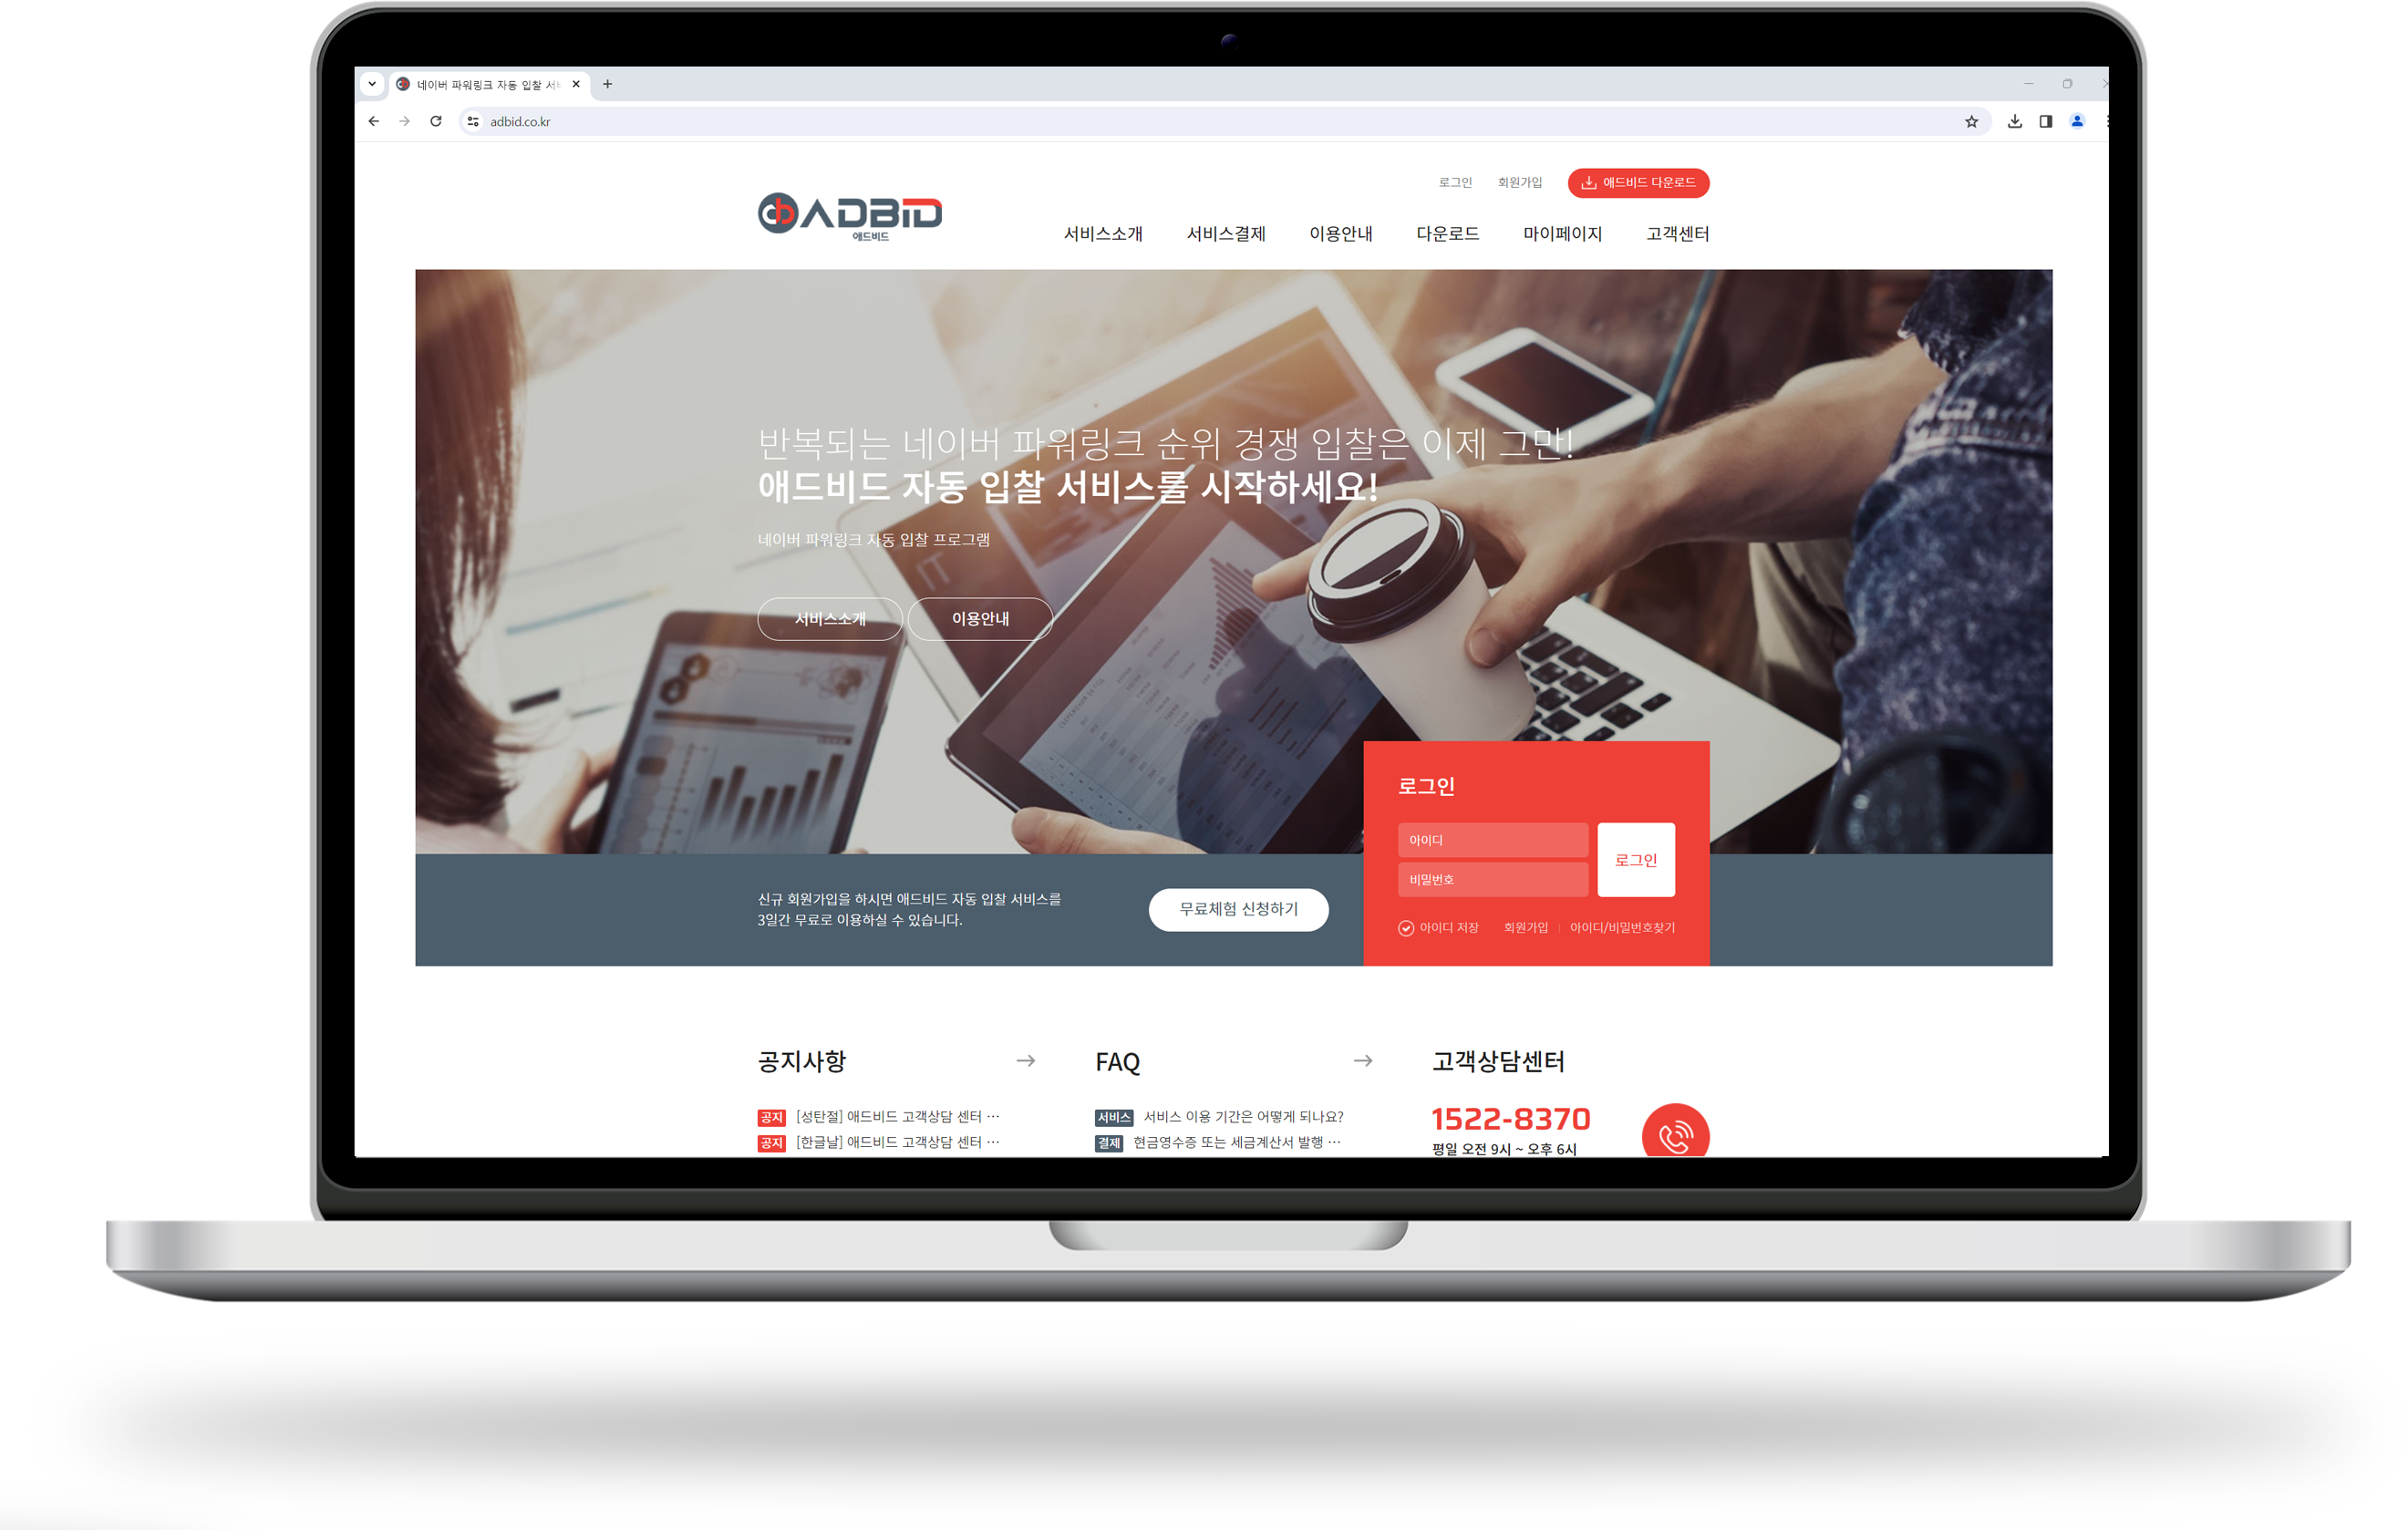 네이버 파워링크 자동 입찰 서
adbid.co.kr
로그인 회원가입 애드비드 다운로드
ADBID
애드비드
서비스소개 서비스결제 이용안내 다운로드 마이페이지 고객센터
반복되는 네이버 파워링크 순위 경쟁 입찰은 이제 그만!
애드비드 자동 입찰 서비스를 시작하세요!
네이버 파워링크 자동 입찰 프로그램
서비스소개 이용안내
로그인
아이디
비밀번호
로그인
아이디 저장 회원가입 아이디/비밀번호찾기
신규 회원가입을 하시면 애드비드 자동 입찰 서비스를
3일간 무료로 이용하실 수 있습니다.
무료체험 신청하기
공지사항
공지 [성탄절] 애드비드 고객상담 센터 ⋯
공지 [한글날] 애드비드 고객상담 센터 ⋯
FAQ
서비스 서비스 이용 기간은 어떻게 되나요?
결제 현금영수증 또는 세금계산서 발행 ⋯
고객상담센터
1522-8370
평일 오전 9시 ~ 오후 6시